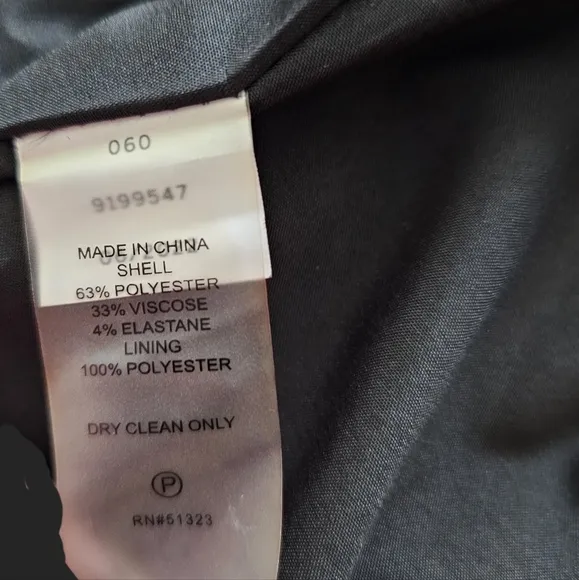 060
9199547
MADE IN CHINA
SHELL
63% POLYESTER
33% VISCOSE
4% ELASTANE
LINING
100% POLYESTER
DRY CLEAN ONLY
P
RN#51323